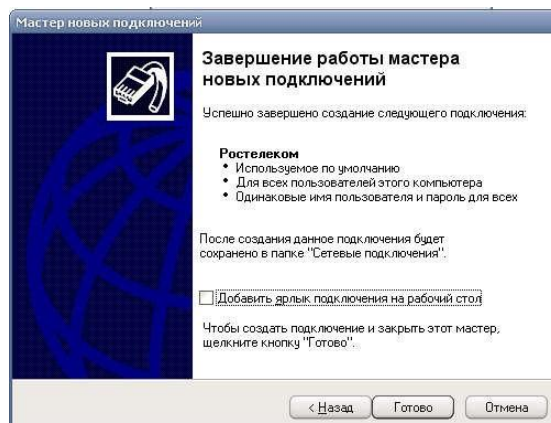 Мастер новых подключений
Завершение работы мастера
новых подключений
Успешно завершено создание следующего подключения:
Ростелеком
• Используемое по умолчанию
• Для всех пользователей этого компьютера
• Одинаковые имя пользователя и пароль для всех
После создания данное подключения будет
сохранено в папке "Сетевые подключения".
Добавить ярлык подключения на рабочий стол
Чтобы создать подключение и закрыть этот мастер,
щелкните кнопку "Готово".
< Назад Готово Отмена